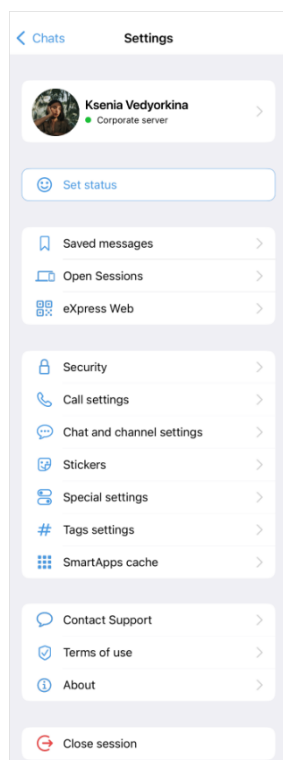 Chats Settings
Ksenia Vedyorkina
Corporate server
Set status
Saved messages
Open Sessions
eXpress Web
Security
Call settings
Chat and channel settings
Stickers
Special settings
Tags settings
SmartApps cache
Contact Support
Terms of use
About
Close session